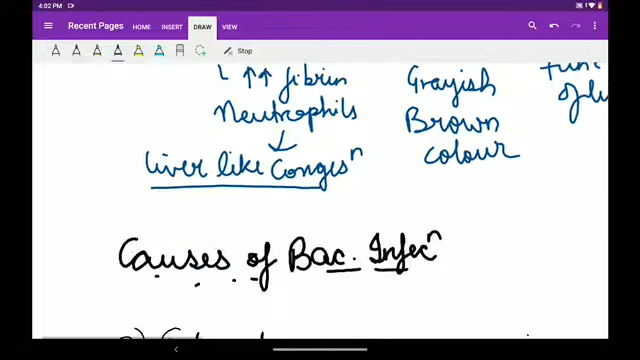 4:02 PM
Recent Pages HOME INSERT DRAW VIEW
Stop
↑↑ fibrin
Neutrophils
↓
Liver like Congesⁿ
Grayish
Brown
colour
Causes of Bac. Infecⁿ